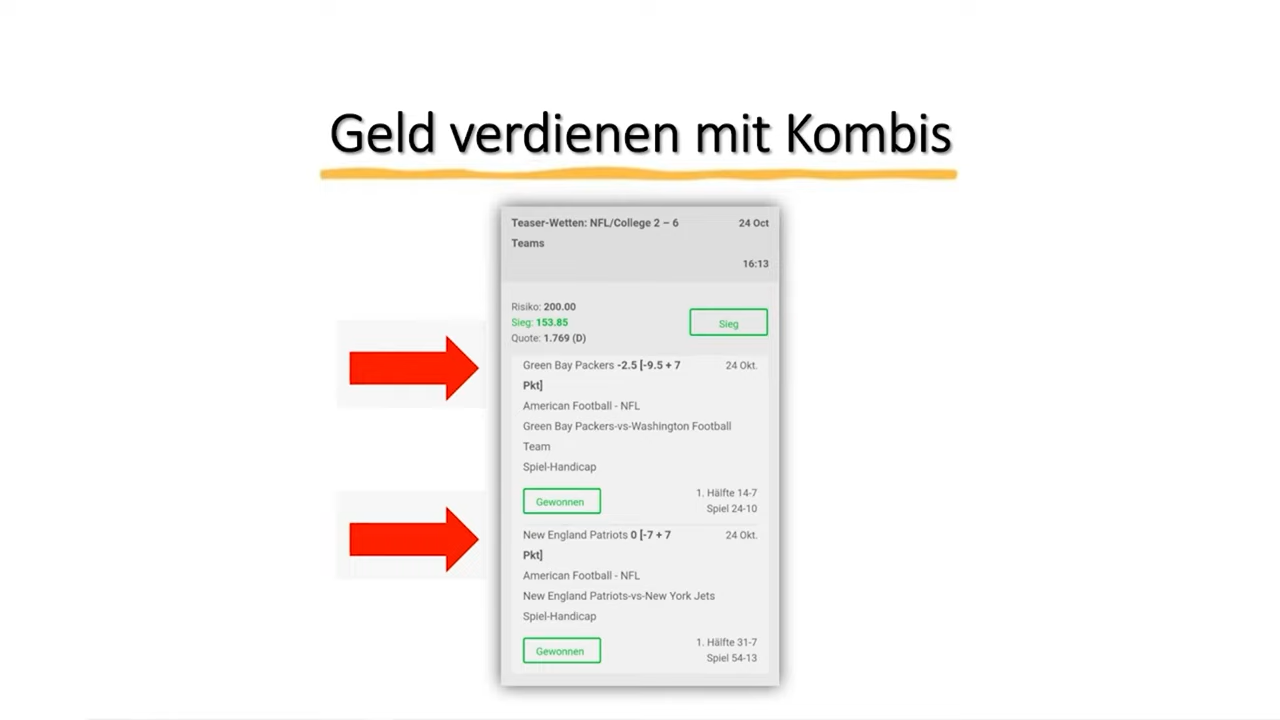 Geld verdienen mit Kombis
Teaser-Wetten: NFL/College 2 – 6 24 Oct
Teams
16:13
Risiko: 200.00
Sieg: 153.85 Sieg
Quote: 1.769 (D)
Green Bay Packers -2.5 [-9.5 + 7 24 Okt.
Pkt]
American Football - NFL
Green Bay Packers-vs-Washington Football
Team
Spiel-Handicap
Gewonnen 1. Hälfte 14-7
Spiel 24-10
New England Patriots 0 [-7 + 7 24 Okt.
Pkt]
American Football - NFL
New England Patriots-vs-New York Jets
Spiel-Handicap
Gewonnen 1. Hälfte 31-7
Spiel 54-13